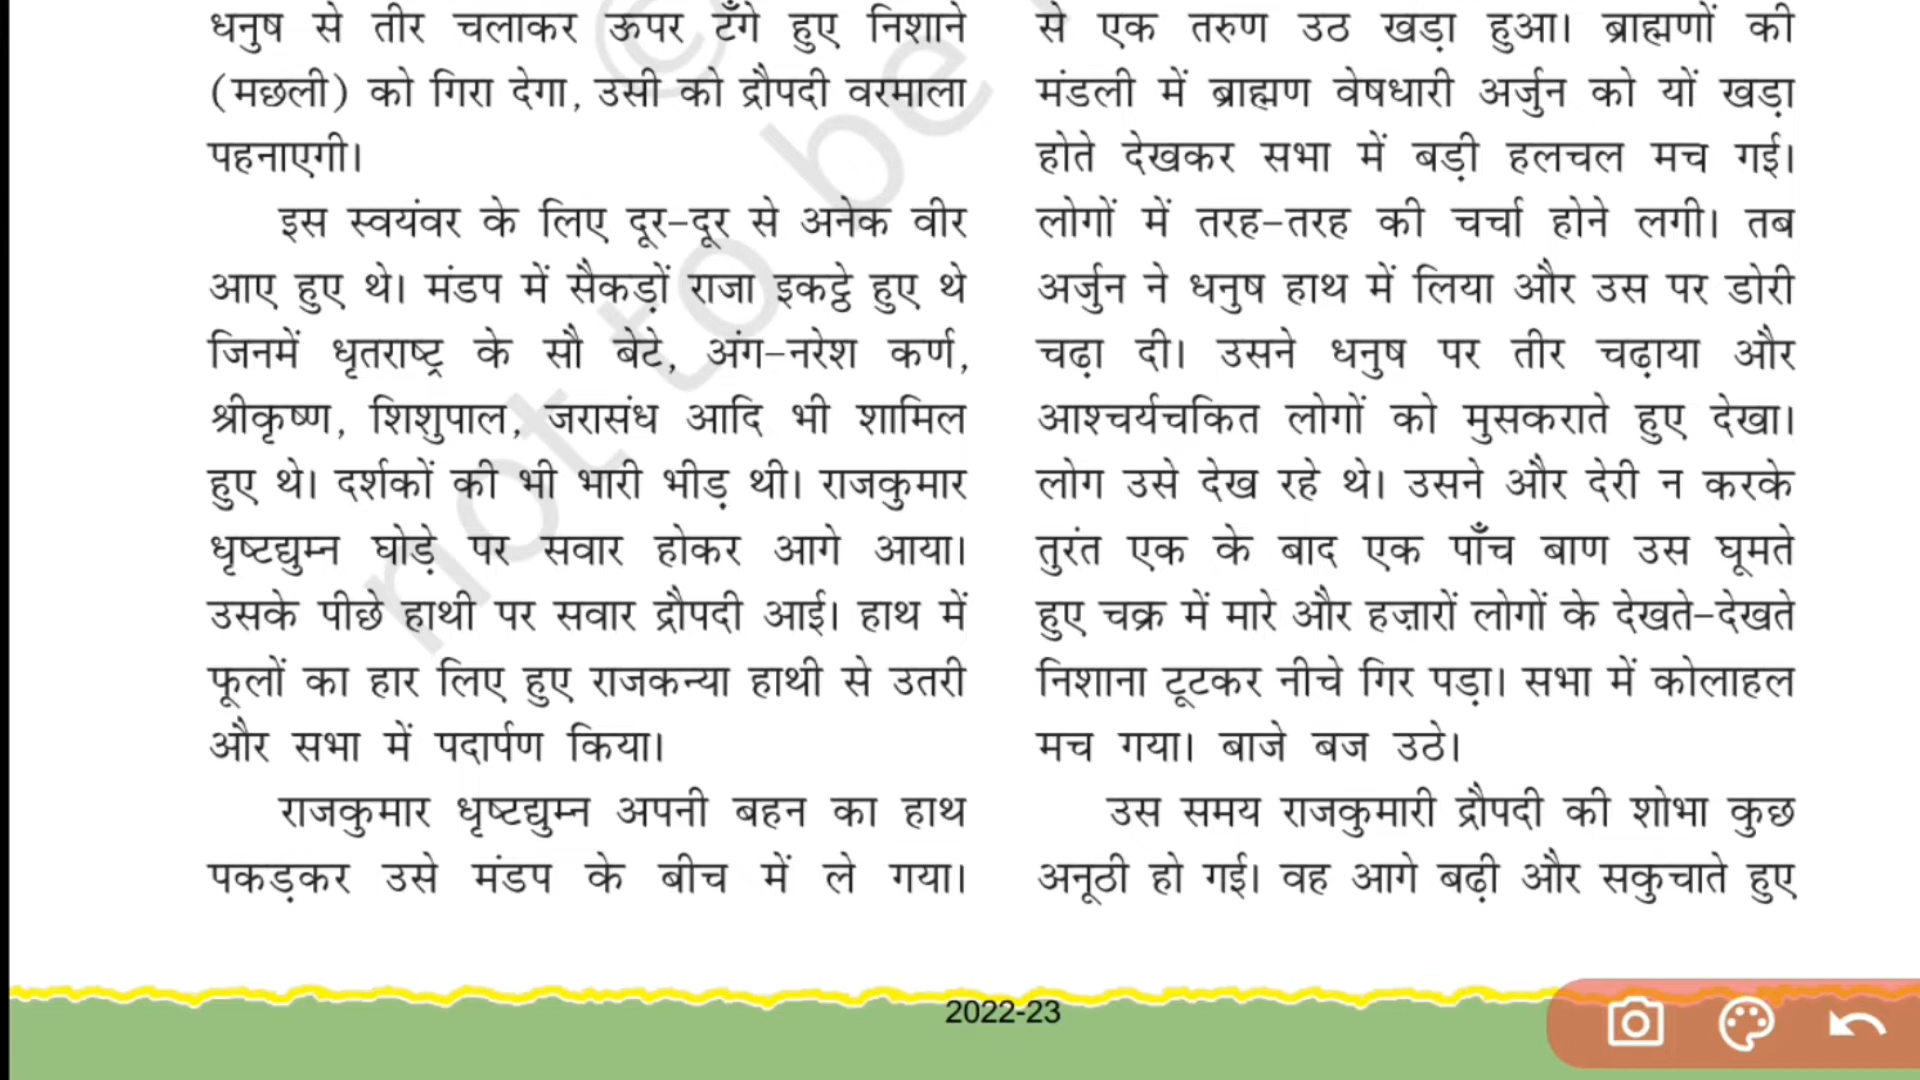 धनुष से तीर चलाकर ऊपर टँगे हुए निशाने
(मछली) को गिरा देगा, उसी को द्रौपदी वरमाला
पहनाएगी।
इस स्वयंवर के लिए दूर-दूर से अनेक वीर
आए हुए थे। मंडप में सैकड़ों राजा इकट्ठे हुए थे
जिनमें धृतराष्ट्र के सौ बेटे, अंग-नरेश कर्ण,
श्रीकृष्ण, शिशुपाल, जरासंध आदि भी शामिल
हुए थे। दर्शकों की भी भारी भीड़ थी। राजकुमार
धृष्टद्युम्न घोड़े पर सवार होकर आगे आया।
उसके पीछे हाथी पर सवार द्रौपदी आई। हाथ में
फूलों का हार लिए हुए राजकन्या हाथी से उतरी
और सभा में पदार्पण किया।
राजकुमार धृष्टद्युम्न अपनी बहन का हाथ
पकड़कर उसे मंडप के बीच में ले गया।
से एक तरुण उठ खड़ा हुआ। ब्राह्मणों की
मंडली में ब्राह्मण वेषधारी अर्जुन को यों खड़ा
होते देखकर सभा में बड़ी हलचल मच गई।
लोगों में तरह-तरह की चर्चा होने लगी। तब
अर्जुन ने धनुष हाथ में लिया और उस पर डोरी
चढ़ा दी। उसने धनुष पर तीर चढ़ाया और
आश्चर्यचकित लोगों को मुसकराते हुए देखा।
लोग उसे देख रहे थे। उसने और देरी न करके
तुरंत एक के बाद एक पाँच बाण उस घूमते
हुए चक्र में मारे और हज़ारों लोगों के देखते-देखते
निशाना टूटकर नीचे गिर पड़ा। सभा में कोलाहल
मच गया। बाजे बज उठे।
उस समय राजकुमारी द्रौपदी की शोभा कुछ
अनूठी हो गई। वह आगे बढ़ी और सकुचाते हुए
© not to be
2022-23